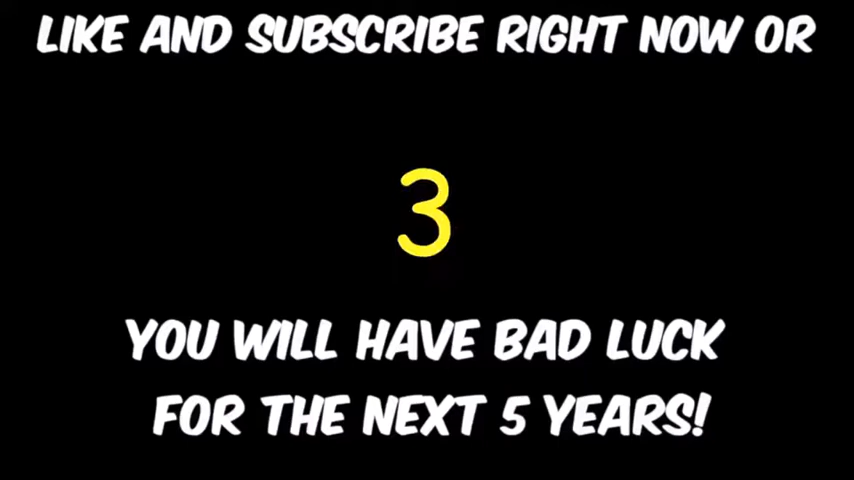 LIKE AND SUBSCRIBE RIGHT NOW OR
3
YOU WILL HAVE BAD LUCK
FOR THE NEXT 5 YEARS!